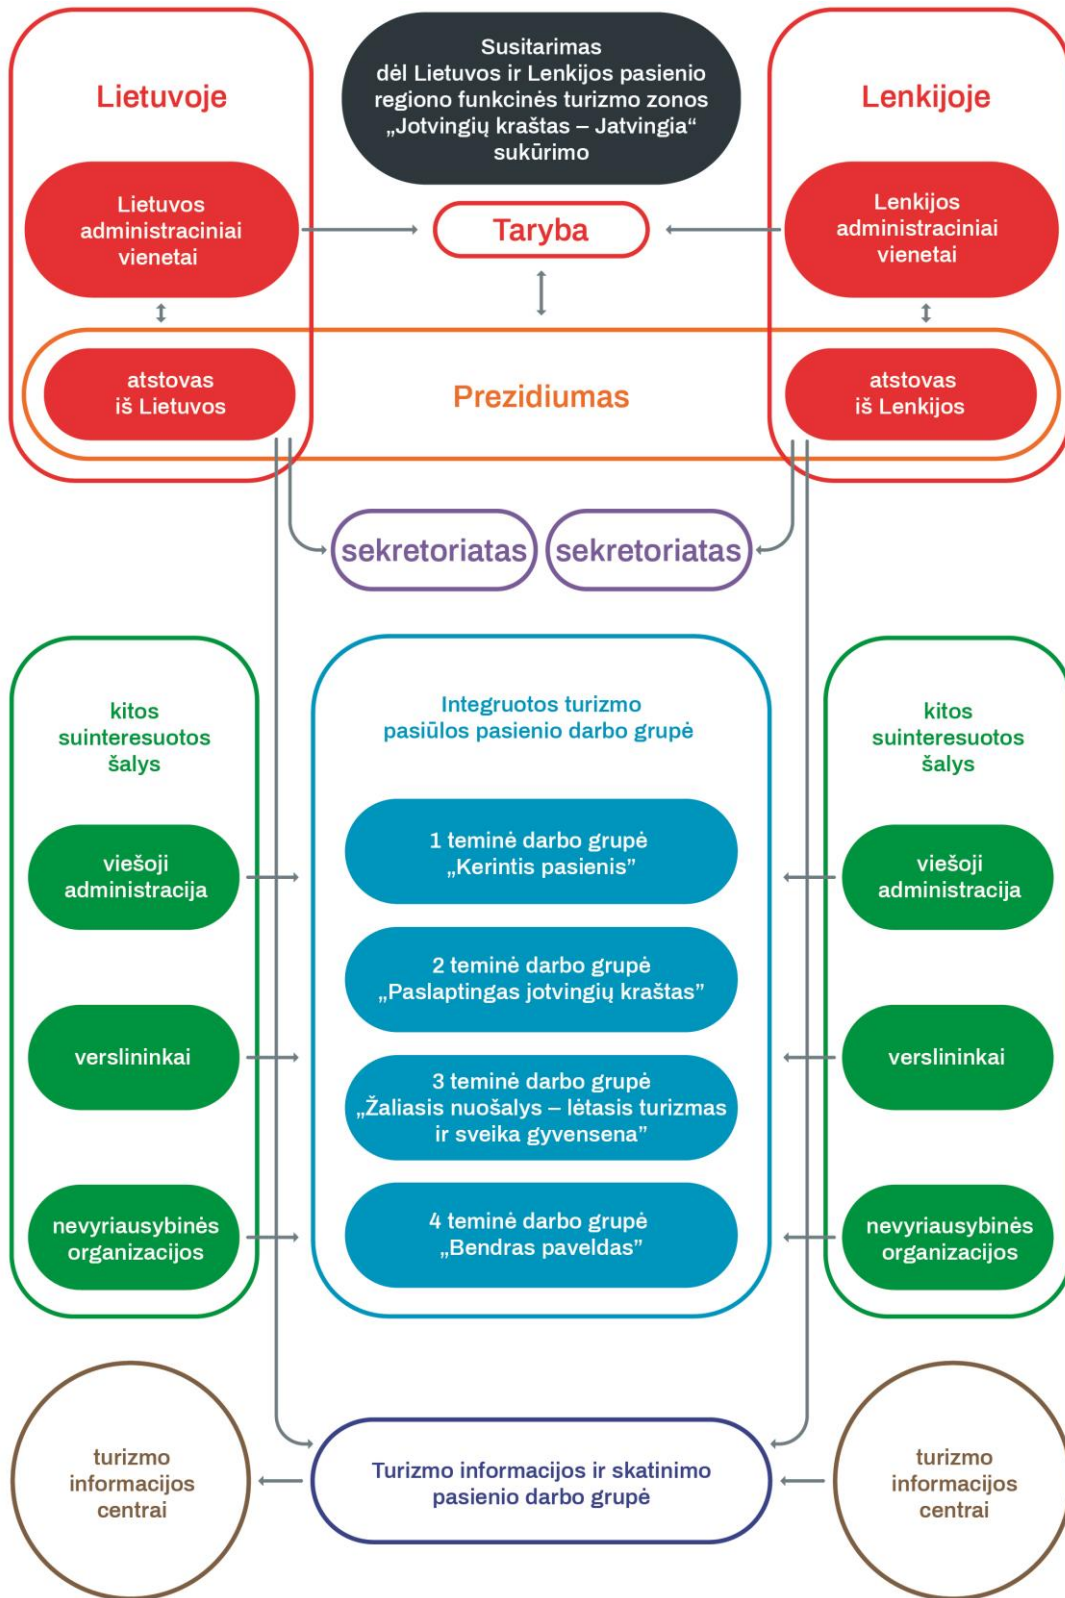 Lietuvoje
Susitarimas
dėl Lietuvos ir Lenkijos pasienio
regiono funkcinės turizmo zonos
„Jotvingių kraštas – Jatvingia“
sukūrimo
Lenkijoje
Lietuvos
administraciniai
vienetai
Taryba
Lenkijos
administraciniai
vienetai
atstovas
iš Lietuvos
Prezidiumas
atstovas
iš Lenkijos
sekretoriatas
sekretoriatas
kitos
suinteresuotos
šalys
viešoji
administracija
verslininkai
nevyriausybinės
organizacijos
Integruotos turizmo
pasiūlos pasienio darbo grupė
1 teminė darbo grupė
„Kerintis pasienis”
2 teminė darbo grupė
„Paslaptingas jotvingių kraštas”
3 teminė darbo grupė
„Žaliasis nuošalys – lėtasis turizmas
ir sveika gyvensena”
4 teminė darbo grupė
„Bendras paveldas”
kitos
suinteresuotos
šalys
viešoji
administracija
verslininkai
nevyriausybinės
organizacijos
turizmo
informacijos
centrai
Turizmo informacijos ir skatinimo
pasienio darbo grupė
turizmo
informacijos
centrai